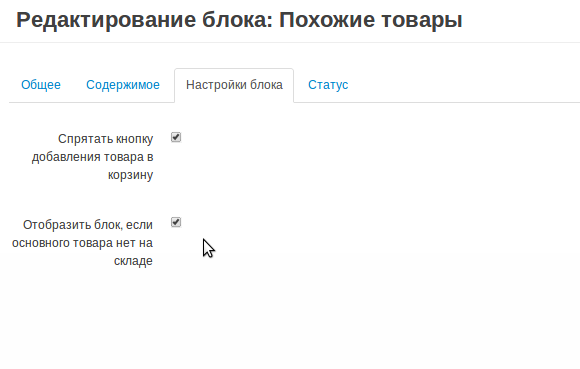 Редактирование блока: Похожие товары
Общее Содержимое Настройки блока Статус
Спрятать кнопку
добавления товара в
корзину
Отобразить блок, если
основного товара нет на
складе